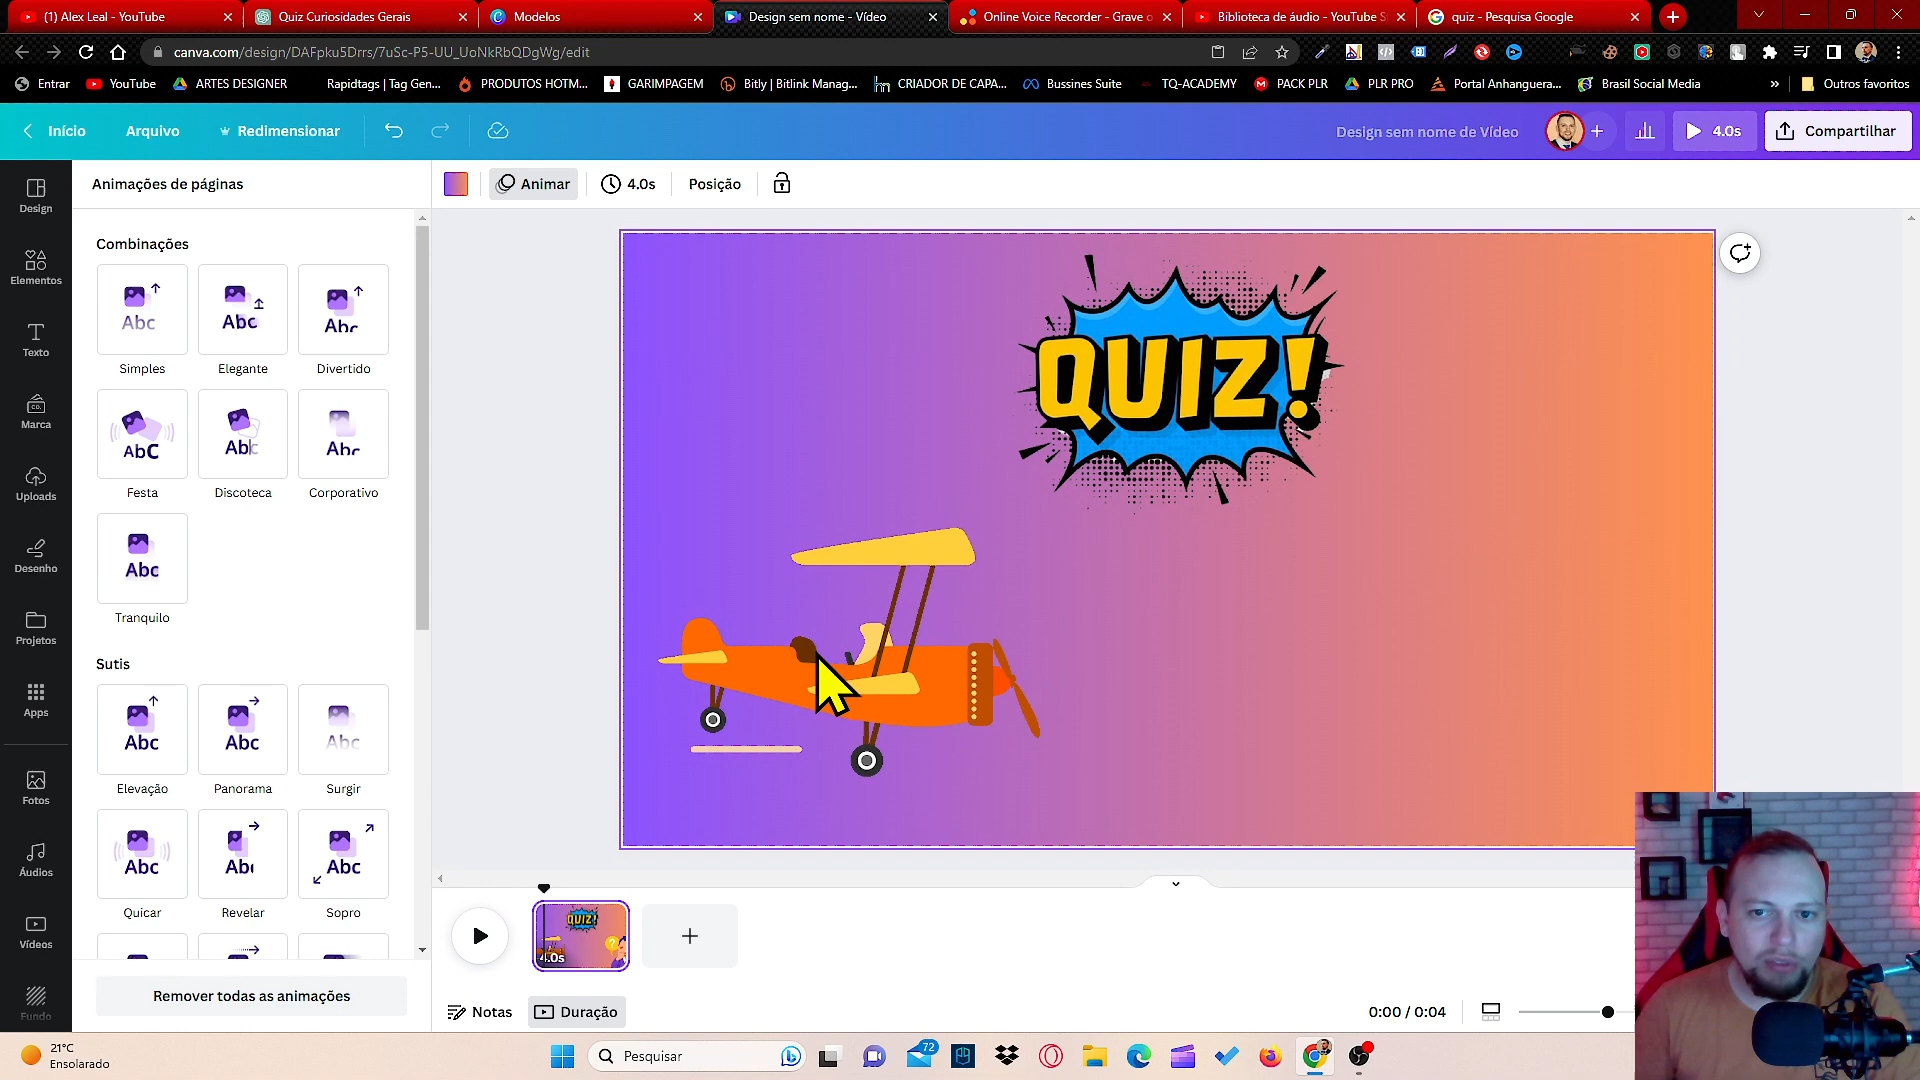 (1) Alex Leal - YouTube
Quiz Curiosidades Gerais
Modelos
Design sem nome - Vídeo
Online Voice Recorder - Grave o
Biblioteca de áudio - YouTube S
quiz - Pesquisa Google
canva.com/design/DAFpku5Drrs/7uSc-P5-UU_UoNkRbQDgWg/edit
Entrar
YouTube
ARTES DESIGNER
Rapidtags | Tag Gen...
PRODUTOS HOTM...
GARIMPAGEM
Bitly | Bitlink Manag...
CRIADOR DE CAPA...
Bussines Suite
TQ-ACADEMY
PACK PLR
PLR PRO
Portal Anhanguera...
Brasil Social Media
»
Outros favoritos
Início
Arquivo
Redimensionar
Design sem nome de Vídeo
4.0s
Compartilhar
Animações de páginas
Animar
4.0s
Posição
Design
Elementos
Texto
Marca
Uploads
Desenho
Projetos
Apps
Fotos
Áudios
Vídeos
Fundo
Combinações
Abc
Abc
Abc
Simples
Elegante
Divertido
AbC
Abc
Abc
Festa
Discoteca
Corporativo
Abc
Tranquilo
Sutis
Abc
Abc
Abc
Elevação
Panorama
Surgir
Abc
Abc
Abc
Quicar
Revelar
Sopro
Remover todas as animações
QUIZ!
QUIZ!
4.0s
Notas
Duração
0:00 / 0:04
21°C
Ensolarado
Pesquisar
72